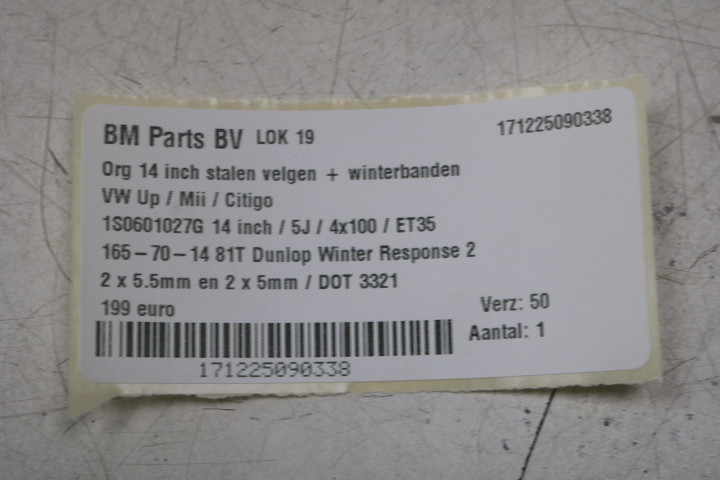 BM Parts BV LOK 19 171225090338
Org 14 inch stalen velgen + winterbanden
VW Up / Mii / Citigo
1S0601027G 14 inch / 5J / 4x100 / ET35
165-70-14 81T Dunlop Winter Response 2
2 x 5.5mm en 2 x 5mm / DOT 3321
199 euro Verz: 50
Aantal: 1
171225090338